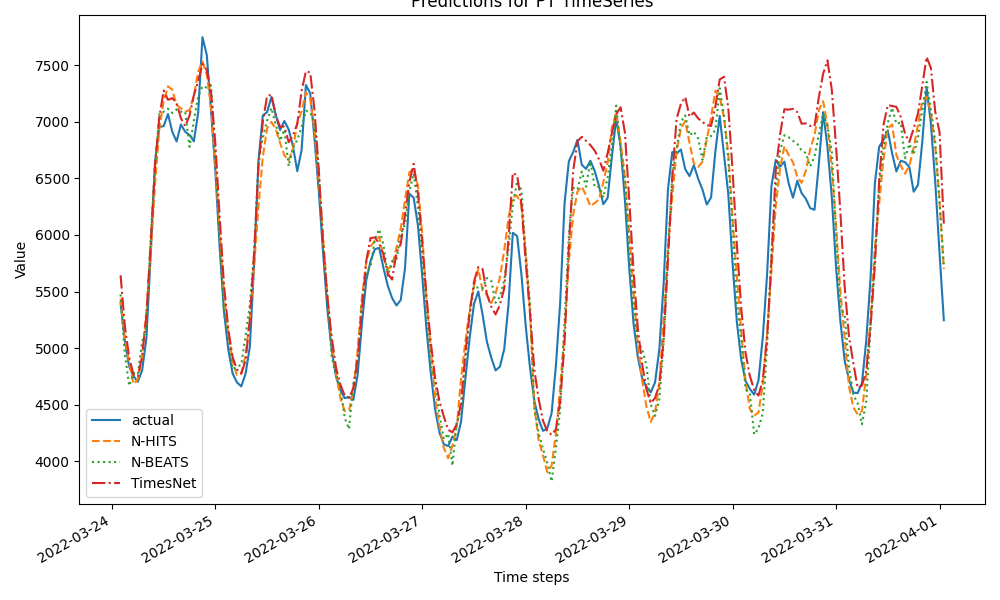 Predictions for PT TimeSeries
Value
7500
7000
6500
6000
5500
5000
4500
4000
actual
N-HITS
N-BEATS
TimesNet
2022-03-24
2022-03-25
2022-03-26
2022-03-27
2022-03-28
2022-03-29
2022-03-30
2022-03-31
2022-04-01
Time steps